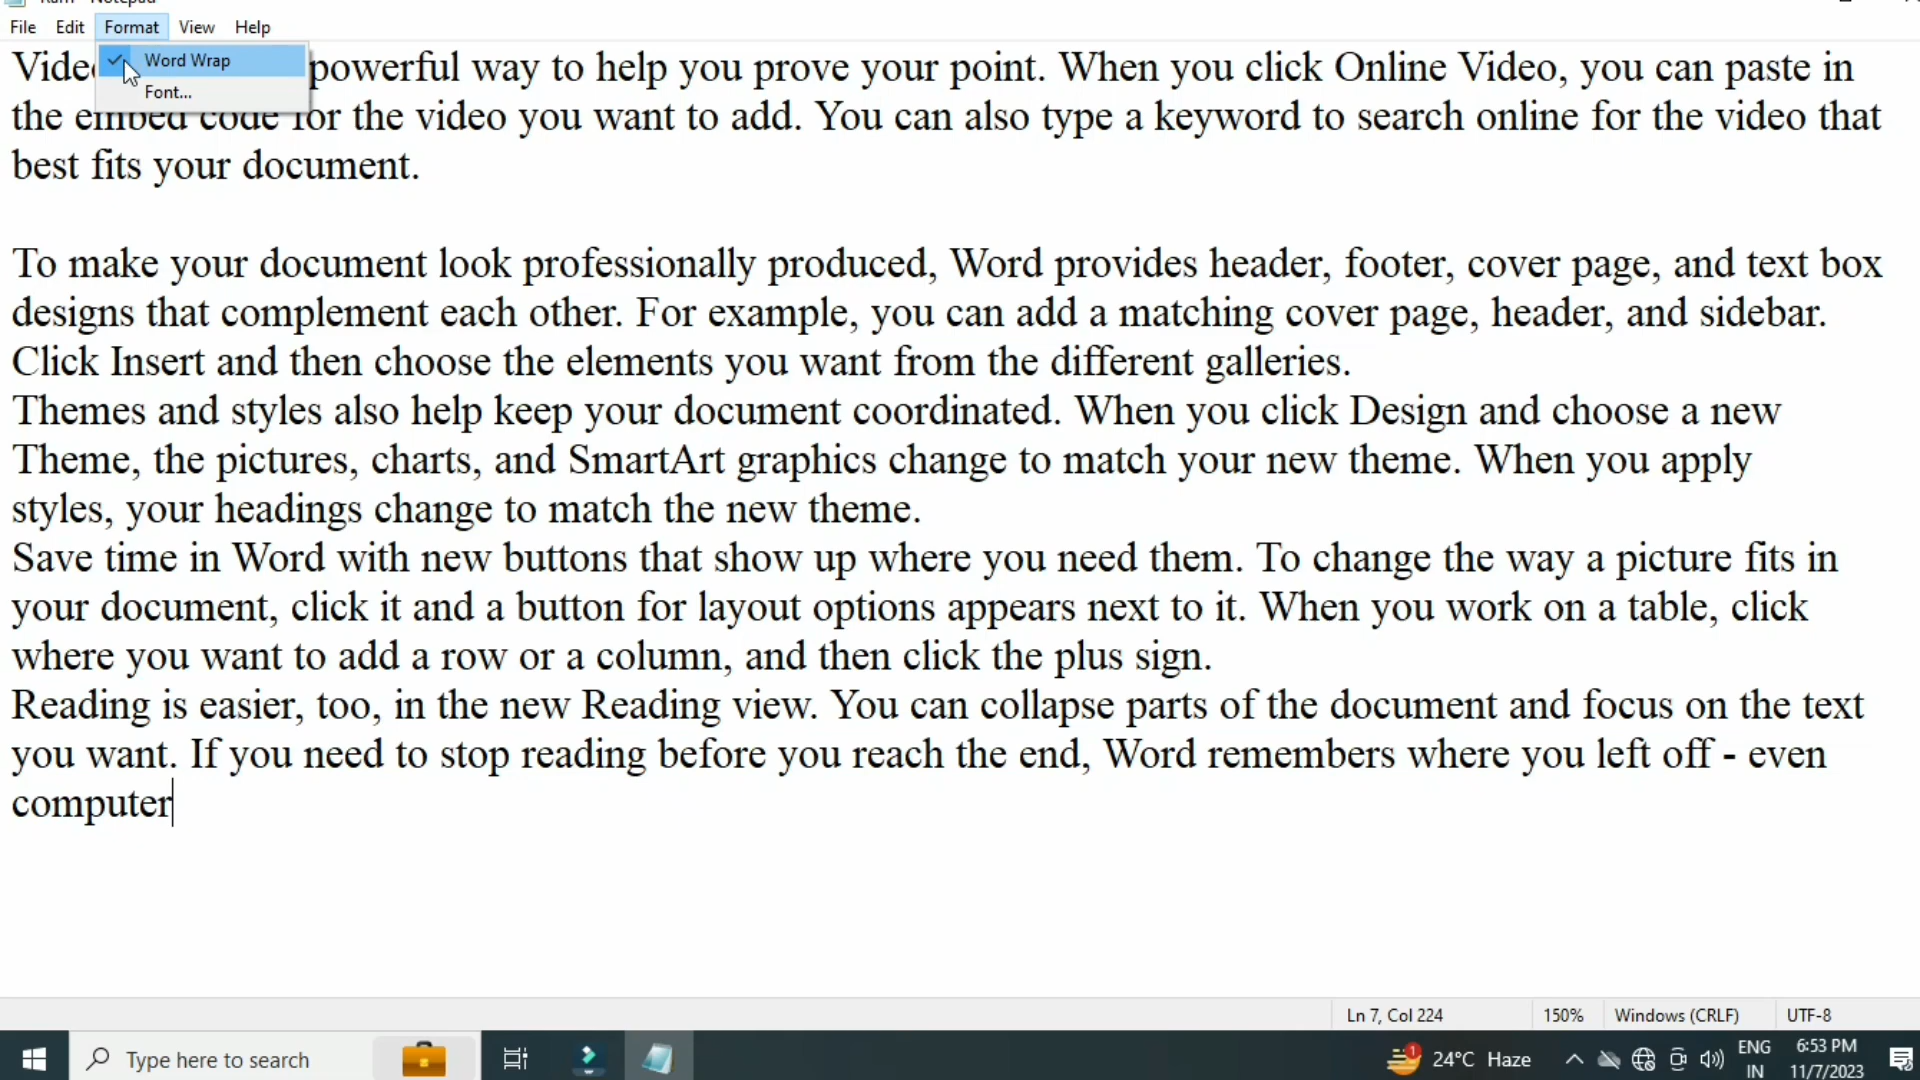 File Edit Format View Help
Word Wrap
Font...
powerful way to help you prove your point. When you click Online Video, you can paste in
the embed code for the video you want to add. You can also type a keyword to search online for the video that
best fits your document.
To make your document look professionally produced, Word provides header, footer, cover page, and text box
designs that complement each other. For example, you can add a matching cover page, header, and sidebar.
Click Insert and then choose the elements you want from the different galleries.
Themes and styles also help keep your document coordinated. When you click Design and choose a new
Theme, the pictures, charts, and SmartArt graphics change to match your new theme. When you apply
styles, your headings change to match the new theme.
Save time in Word with new buttons that show up where you need them. To change the way a picture fits in
your document, click it and a button for layout options appears next to it. When you work on a table, click
where you want to add a row or a column, and then click the plus sign.
Reading is easier, too, in the new Reading view. You can collapse parts of the document and focus on the text
you want. If you need to stop reading before you reach the end, Word remembers where you left off - even
computer
Ln 7, Col 224 150% Windows (CRLF) UTF-8
Type here to search
1 24°C Haze ENG IN 6:53 PM 11/7/2023